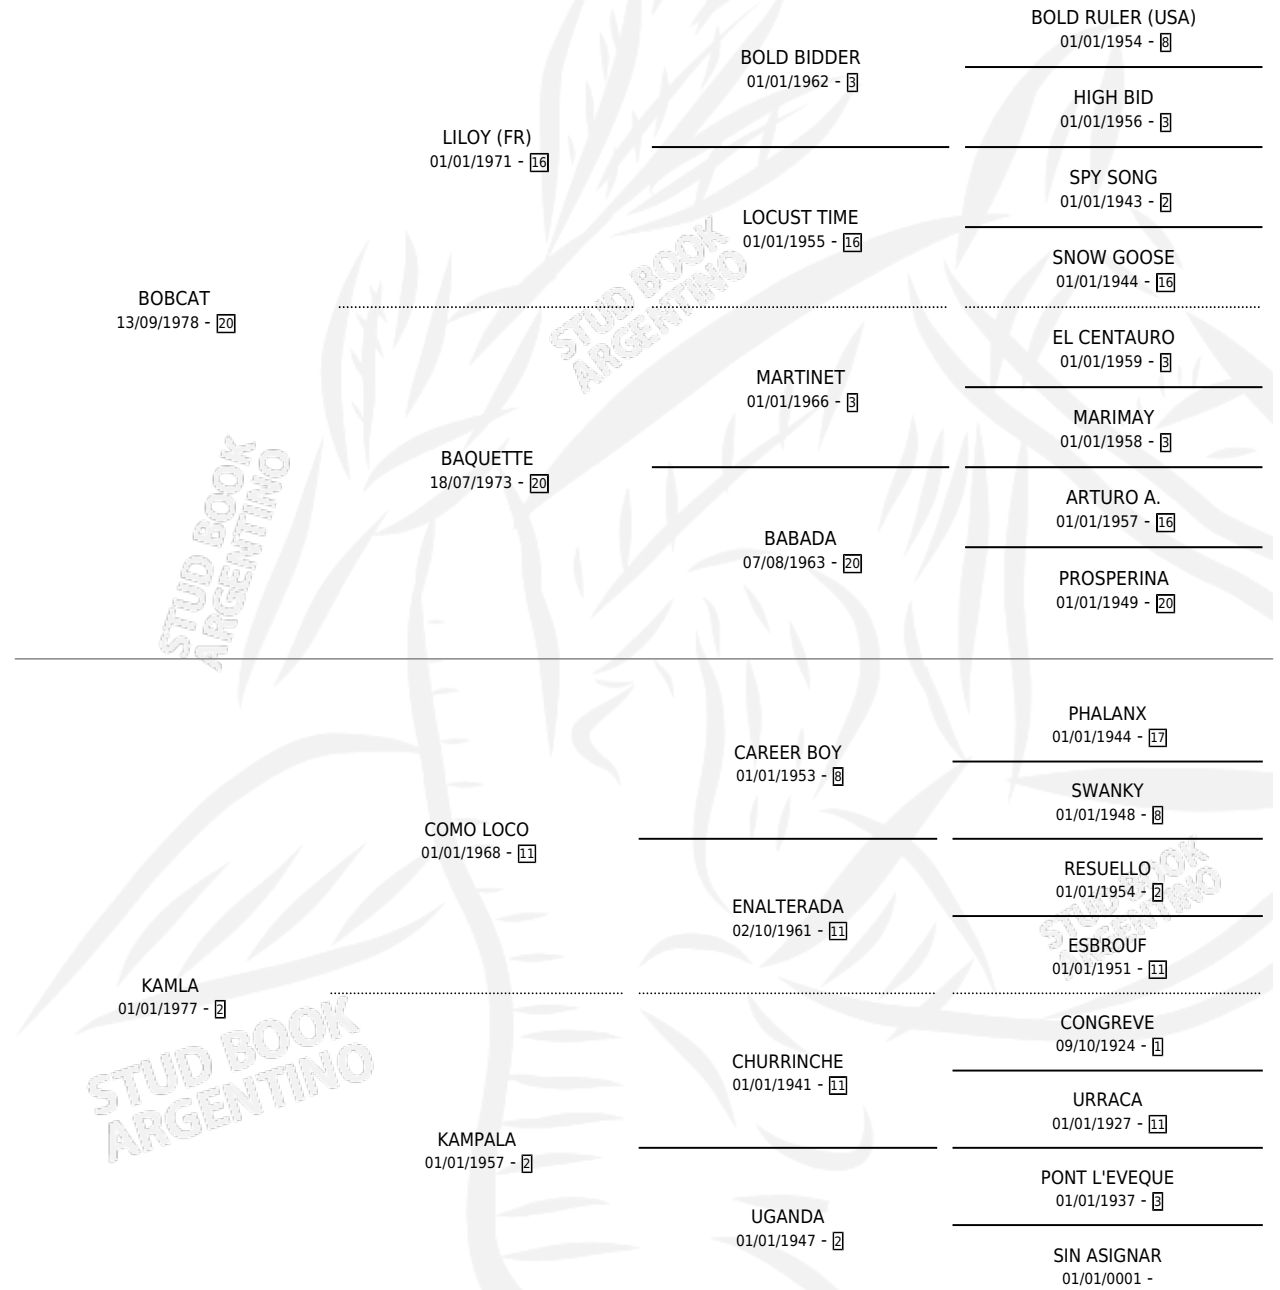 BOLD RULER (USA)
01/01/1954 - 8
BOLD BIDDER
01/01/1962 - 3
HIGH BID
01/01/1956 - 3
LILOY (FR)
01/01/1971 - 16
SPY SONG
01/01/1943 - 2
LOCUST TIME
01/01/1955 - 16
SNOW GOOSE
01/01/1944 - 16
BOBCAT
13/09/1978 - 20
EL CENTAURO
01/01/1959 - 3
MARTINET
01/01/1966 - 3
MARIMAY
01/01/1958 - 3
BAQUETTE
18/07/1973 - 20
ARTURO A.
01/01/1957 - 16
BABADA
07/08/1963 - 20
PROSPERINA
01/01/1949 - 20
PHALANX
01/01/1944 - 17
CAREER BOY
01/01/1953 - 8
SWANKY
01/01/1948 - 8
COMO LOCO
01/01/1968 - 11
RESUELLO
01/01/1954 - 2
ENALTERADA
02/10/1961 - 11
ESBROUF
01/01/1951 - 11
KAMLA
01/01/1977 - 2
CONGREVE
09/10/1924 - 1
CHURRINCHE
01/01/1941 - 11
URRACA
01/01/1927 - 11
KAMPALA
01/01/1957 - 2
PONT L'EVEQUE
01/01/1937 - 3
UGANDA
01/01/1947 - 2
SIN ASIGNAR
01/01/0001 -
STUD BOOK
ARGENTINO
STUD BOOK
ARGENTINO
STUD BOOK
ARGENTINO
STUD BOOK
ARGENTINO